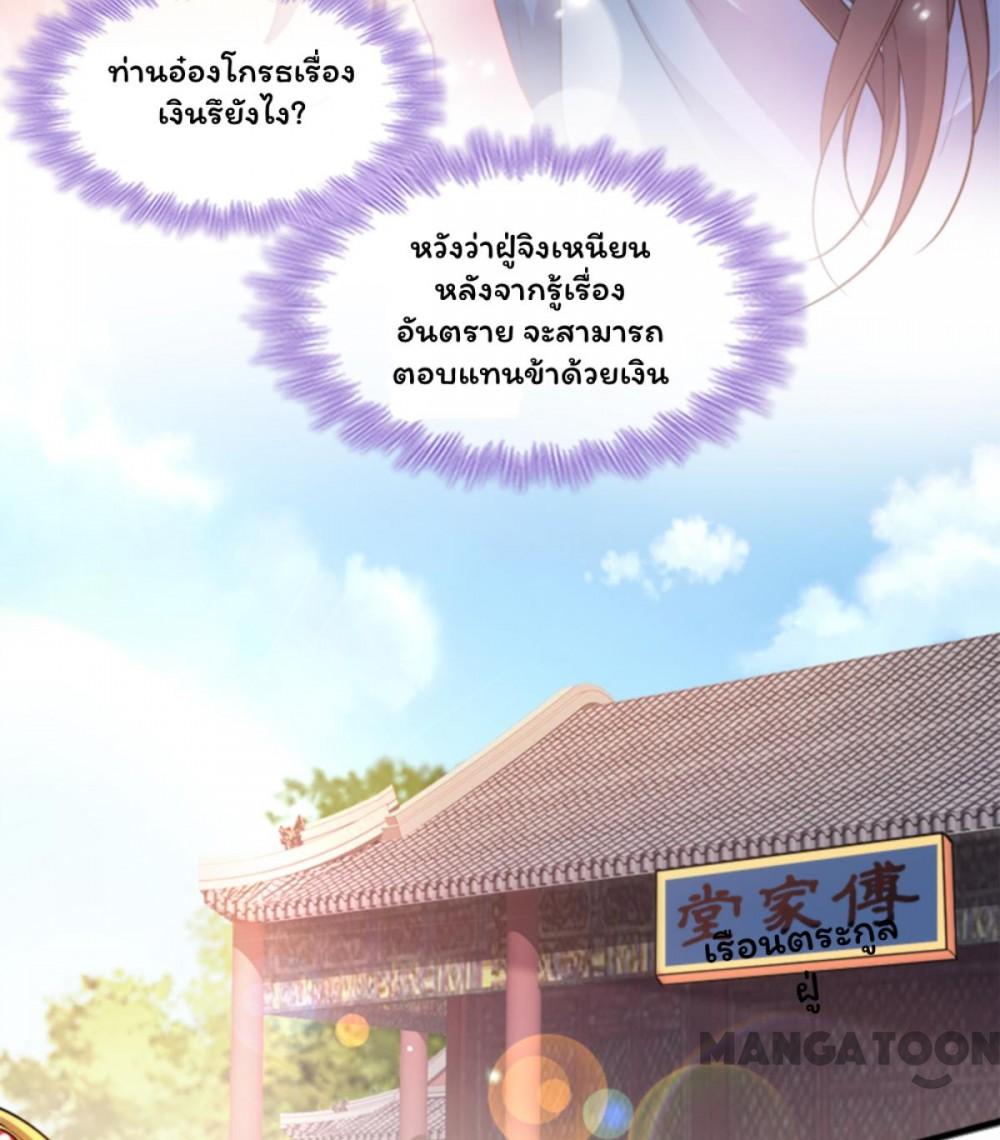 ท่านอ๋องโกรธเรื่อง
เงินรึยังไง?
หวังว่าฝู่จิงเหนียน
หลังจากรู้เรื่อง
อันตราย จะสามารถ
ตอบแทนข้าด้วยเงิน
堂家傅
เรือนตระกูล
ฝู่
MANGATOON